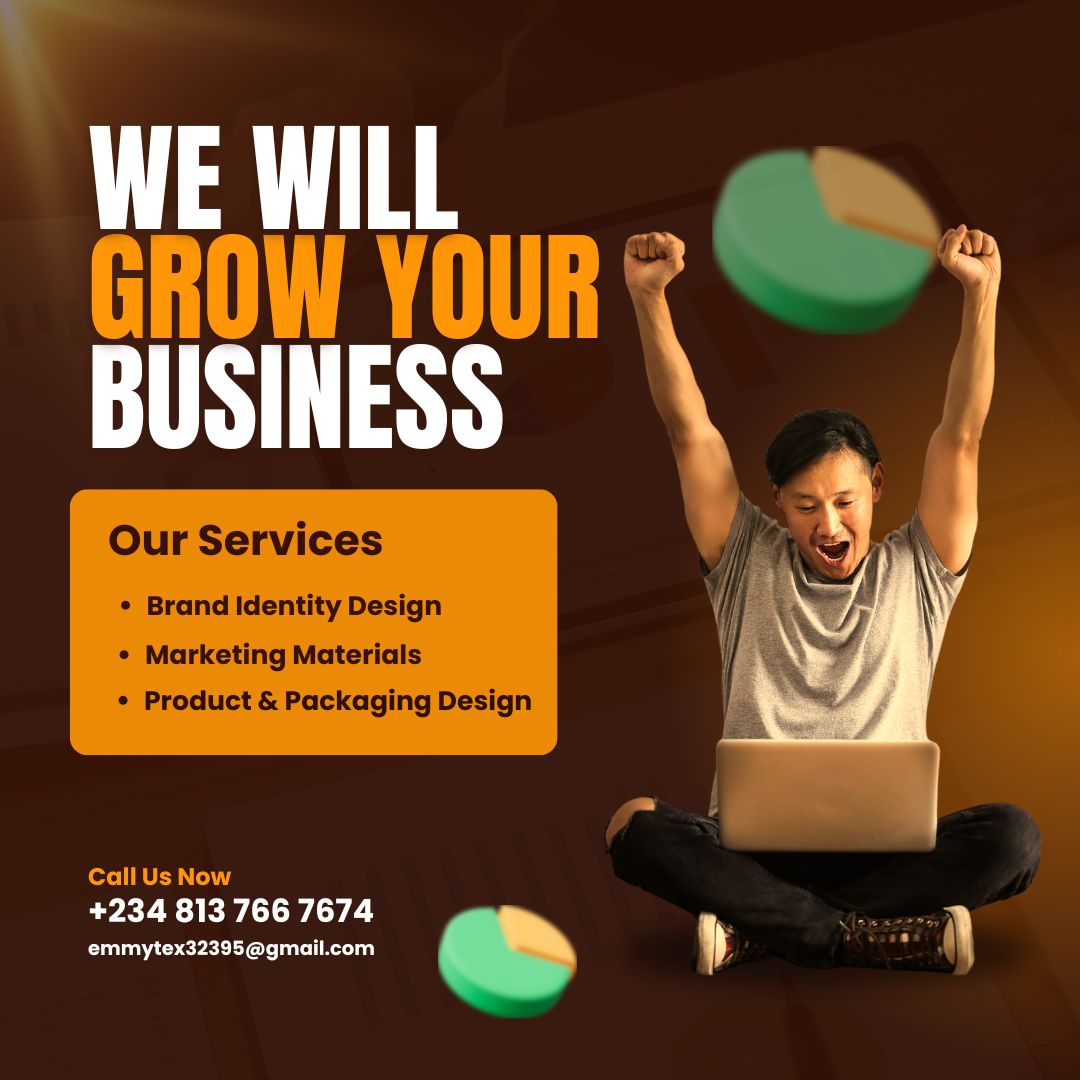 WE WILL
GROW YOUR
BUSINESS
Our Services
• Brand Identity Design
• Marketing Materials
• Product & Packaging Design
Call Us Now
+234 813 766 7674
emmytex32395@gmail.com